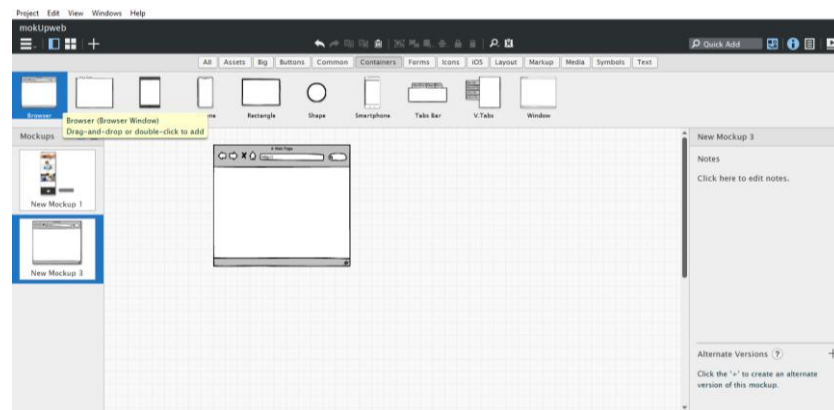 Project Edit View Windows Help
mokUpweb
Quick Add
All Assets Big Buttons Common Containers Forms Icons iOS Layout Markup Media Symbols Text
Browser Rectangle Shape Smartphone Tabs Bar V.Tabs Window
Browser (Browser Window)
Drag-and-drop or double-click to add
Mockups
New Mockup 1
New Mockup 3
A Web Page
http://
New Mockup 3
Notes
Click here to edit notes.
Alternate Versions ?
Click the '+' to create an alternate
version of this mockup.